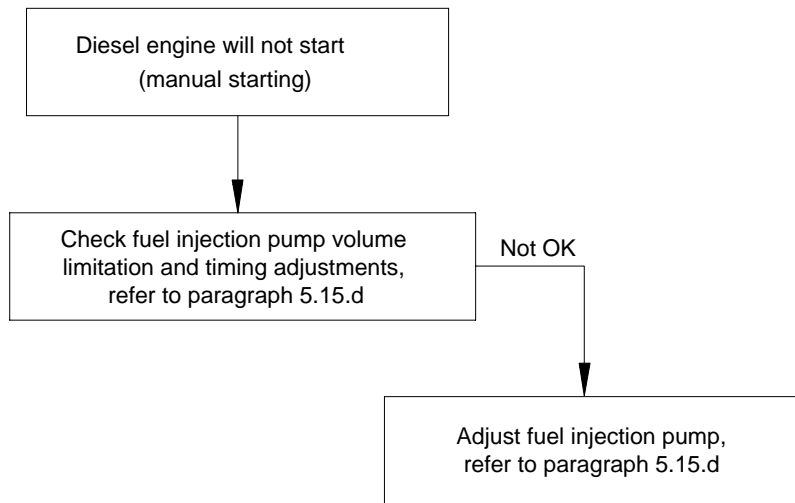 Diesel engine will not start
(manual starting)
Check fuel injection pump volume
limitation and timing adjustments,
refer to paragraph 5.15.d
Not OK
Adjust fuel injection pump,
refer to paragraph 5.15.d